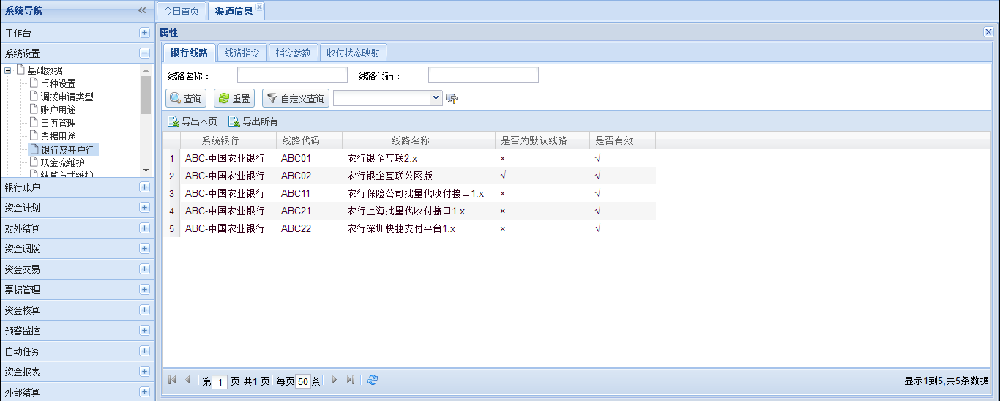 系统导航
今日首页 渠道信息
工作台
系统设置
基础数据
币种设置
调拨申请类型
账户用途
日历管理
票据用途
银行及开户行
现金流维护
结算方式维护
银行账户
资金计划
对外结算
资金调拨
资金交易
票据管理
资金核算
预警监控
自动任务
资金报表
外部结算
属性
银行线路 线路指令 指令参数 收付状态映射
线路名称： 线路代码：
查询 重置 自定义查询
导出本页 导出所有
系统银行 线路代码 线路名称 是否为默认线路 是否有效
1 ABC-中国农业银行 ABC01 农行银企互联2.x × √
2 ABC-中国农业银行 ABC02 农行银企互联公网版 √ √
3 ABC-中国农业银行 ABC11 农行保险公司批量代收付接口1.x × √
4 ABC-中国农业银行 ABC21 农行上海批量代收付接口1.x × √
5 ABC-中国农业银行 ABC22 农行深圳快捷支付平台1.x × √
第 1 页 共1 页 每页 50 条 显示1到5,共5条数据